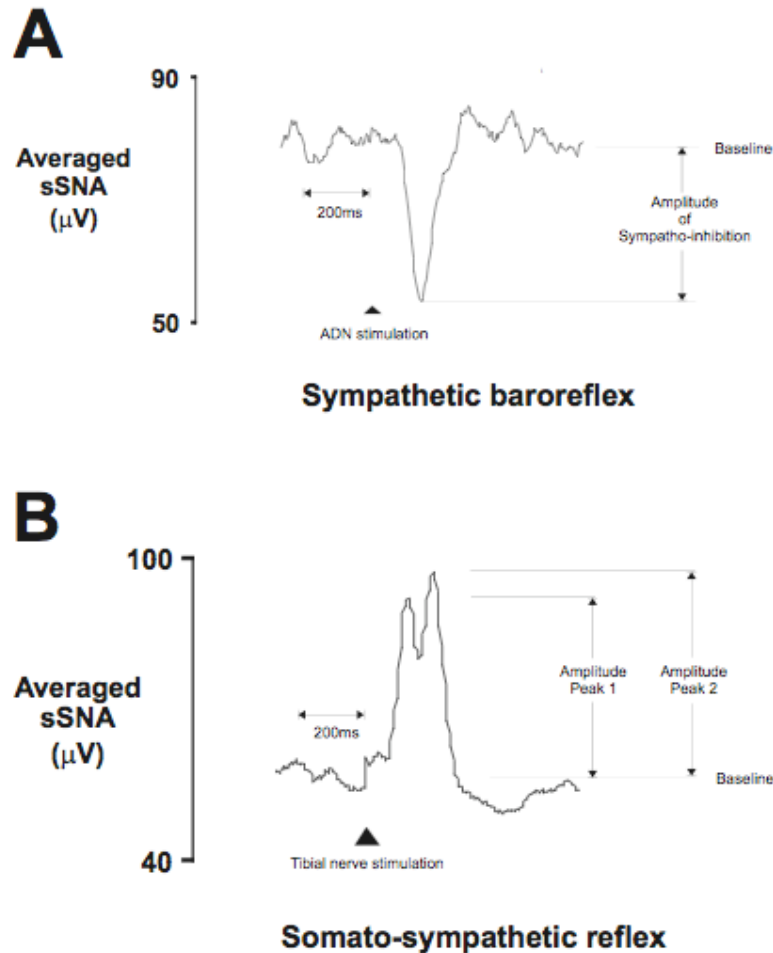 A
90
Averaged
sSNA
(µV)
50
200ms
ADN stimulation
Baseline
Amplitude
of
Sympatho-inhibition
Sympathetic baroreflex
B
100
Averaged
sSNA
(µV)
40
200ms
Tibial nerve stimulation
Amplitude
Peak 1
Amplitude
Peak 2
Baseline
Somato-sympathetic reflex